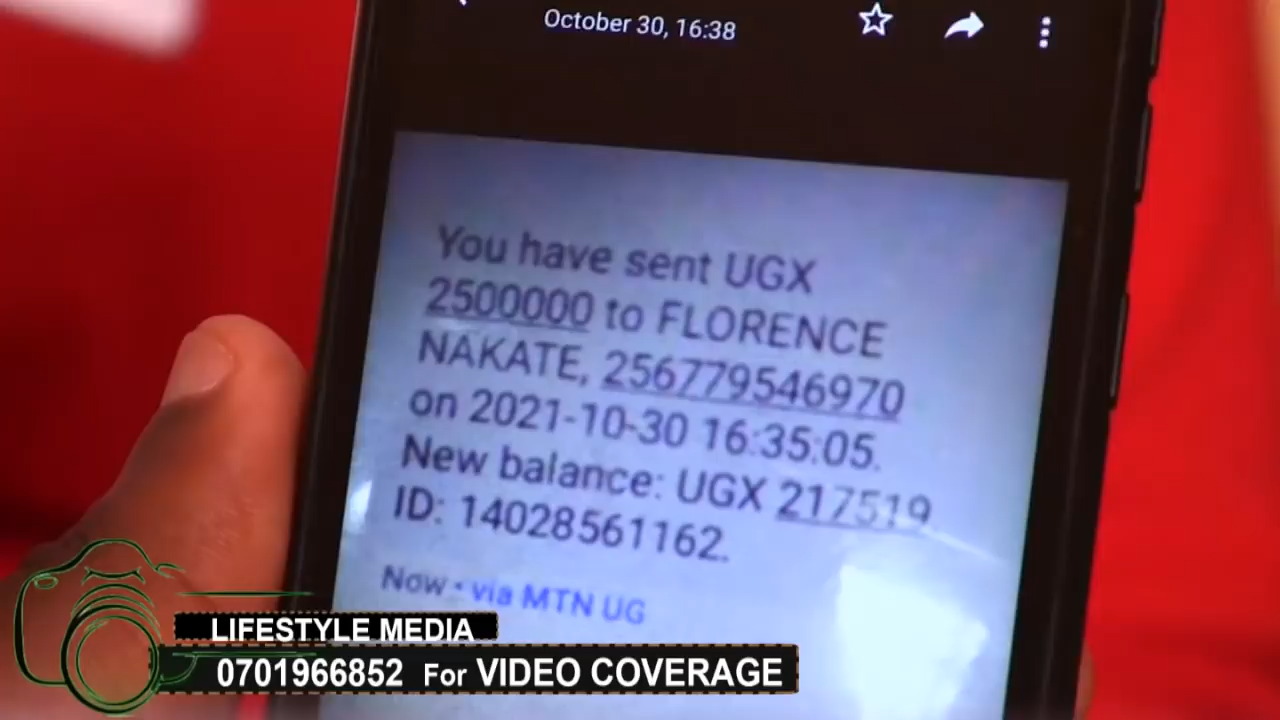 October 30, 16:38
You have sent UGX
2500000 to FLORENCE
NAKATE, 256779546970
on 2021-10-30 16:35:05.
New balance: UGX 217519.
ID: 14028561162.
Now • via MTN UG
LIFESTYLE MEDIA
0701966852 For VIDEO COVERAGE